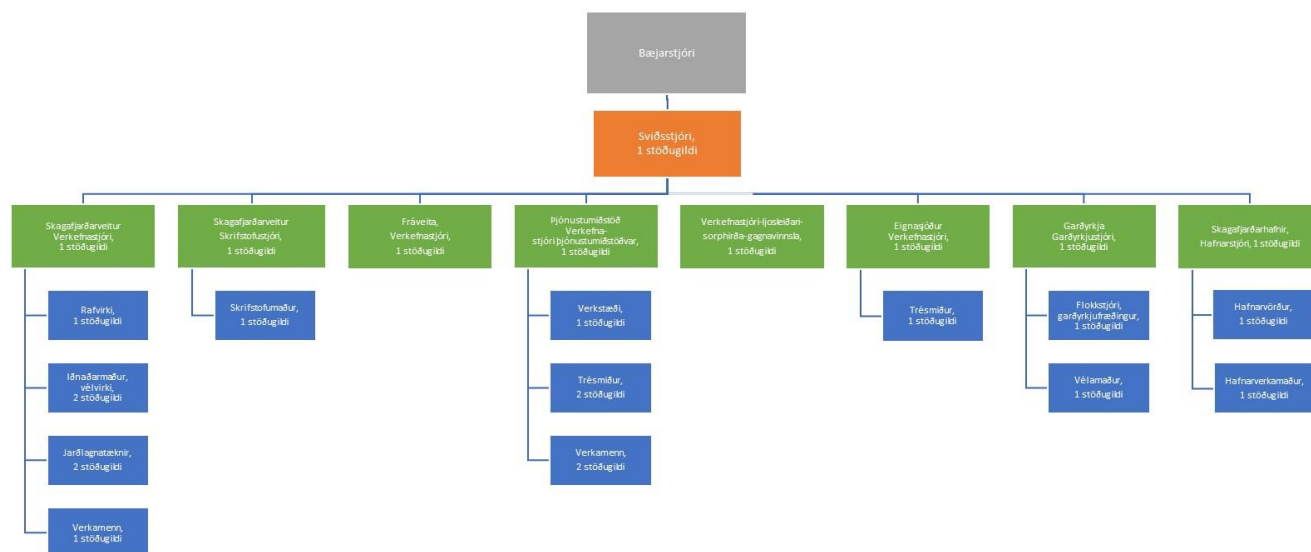 Bæjarstjóri
Sviðsstjóri,
1 stöðugildi
Skagafjarðarveitur
Verkefnastjóri,
1 stöðugildi
Skagafjarðarveitur
Skrifstofustjóri,
1 stöðugildi
Fráveita,
Verkefnastjóri,
1 stöðugildi
Þjónustumiðstöð
Verkefna-
stjóri þjónustumiðstöðvar,
1 stöðugildi
Verkefnastjóri-ljosleiðari-
sorphirða-gagnavinnsla,
1 stöðugildi
Eignasjóður
Verkefnastjóri,
1 stöðugildi
Garðyrkja
Garðyrkjustjóri,
1 stöðugildi
Skagafjarðarhafnir,
Hafnarstjóri, 1 stöðugildi
Rafvirki,
1 stöðugildi
Iðnaðarmaður,
vélvirki,
2 stöðugildi
Jarðlagnatæknir,
2 stöðugildi
Verkamenn,
1 stöðugildi
Skrifstofumaður,
1 stöðugildi
Verkstæði,
1 stöðugildi
Trésmiður,
2 stöðugildi
Verkamenn,
2 stöðugildi
Trésmiður,
1 stöðugildi
Flokkstjóri,
garðyrkjufræðingur,
1 stöðugildi
Vélamaður,
1 stöðugildi
Hafnarvörður,
1 stöðugildi
Hafnarverkamaður,
1 stöðugildi